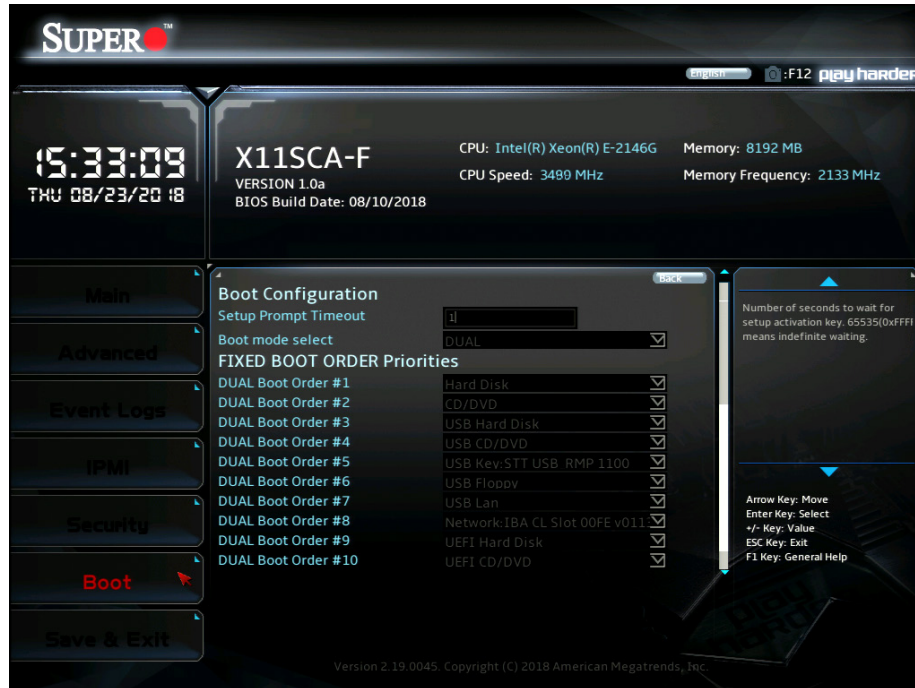 SUPER™
English :F12 play harder
15:33:09
THU 08/23/2018
X11SCA-F
VERSION 1.0a
BIOS Build Date: 08/10/2018
CPU: Intel(R) Xeon(R) E-2146G
CPU Speed: 3499 MHz
Memory: 8192 MB
Memory Frequency: 2133 MHz
Main
Advanced
Event Logs
IPMI
Security
Boot
Save & Exit
Back
Boot Configuration
Setup Prompt Timeout 1
Boot mode select DUAL
FIXED BOOT ORDER Priorities
DUAL Boot Order #1 Hard Disk
DUAL Boot Order #2 CD/DVD
DUAL Boot Order #3 USB Hard Disk
DUAL Boot Order #4 USB CD/DVD
DUAL Boot Order #5 USB Key:STT USB RMP 1100
DUAL Boot Order #6 USB Floppy
DUAL Boot Order #7 USB Lan
DUAL Boot Order #8 Network:IBA CL Slot 00FE v011
DUAL Boot Order #9 UEFI Hard Disk
DUAL Boot Order #10 UEFI CD/DVD
Number of seconds to wait for
setup activation key. 65535(0xFFFF
means indefinite waiting.
Arrow Key: Move
Enter Key: Select
+/- Key: Value
ESC Key: Exit
F1 Key: General Help
play
harder
Version 2.19.0045. Copyright (C) 2018 American Megatrends, Inc.